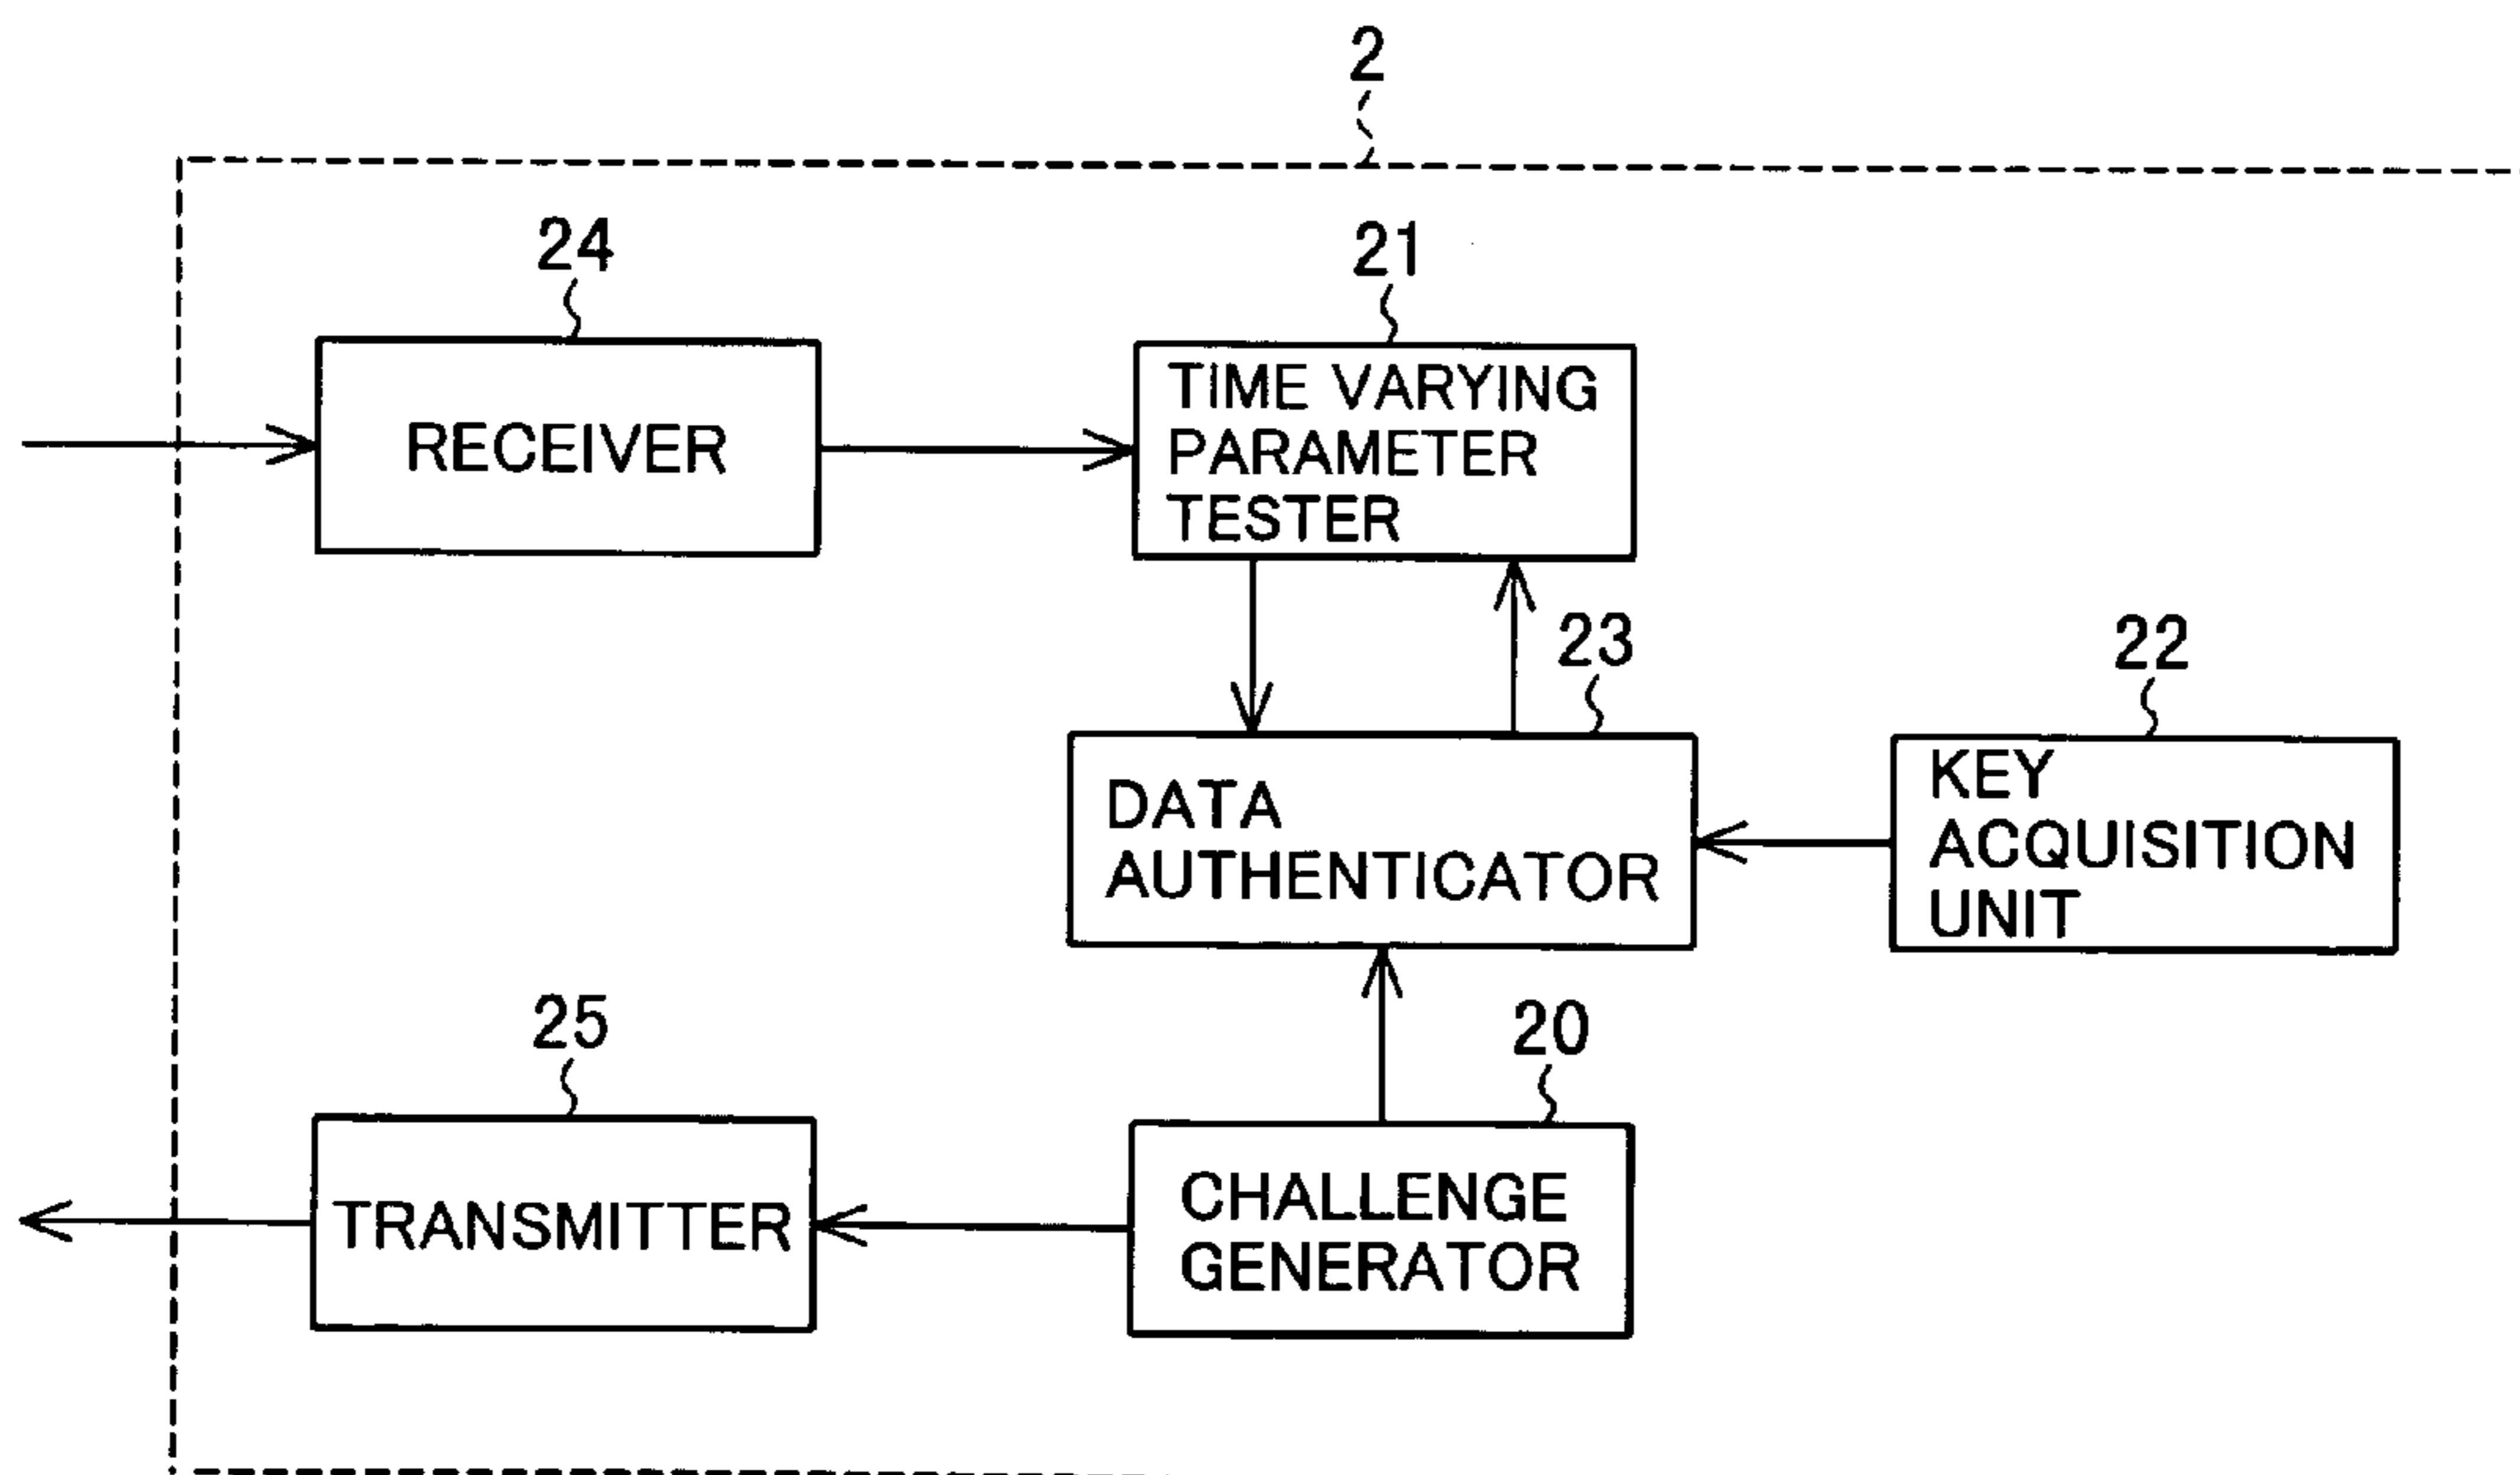 2
24
21
RECEIVER
TIME VARYING
PARAMETER
TESTER
23
22
DATA
AUTHENTICATOR
KEY
ACQUISITION
UNIT
25
20
TRANSMITTER
CHALLENGE
GENERATOR